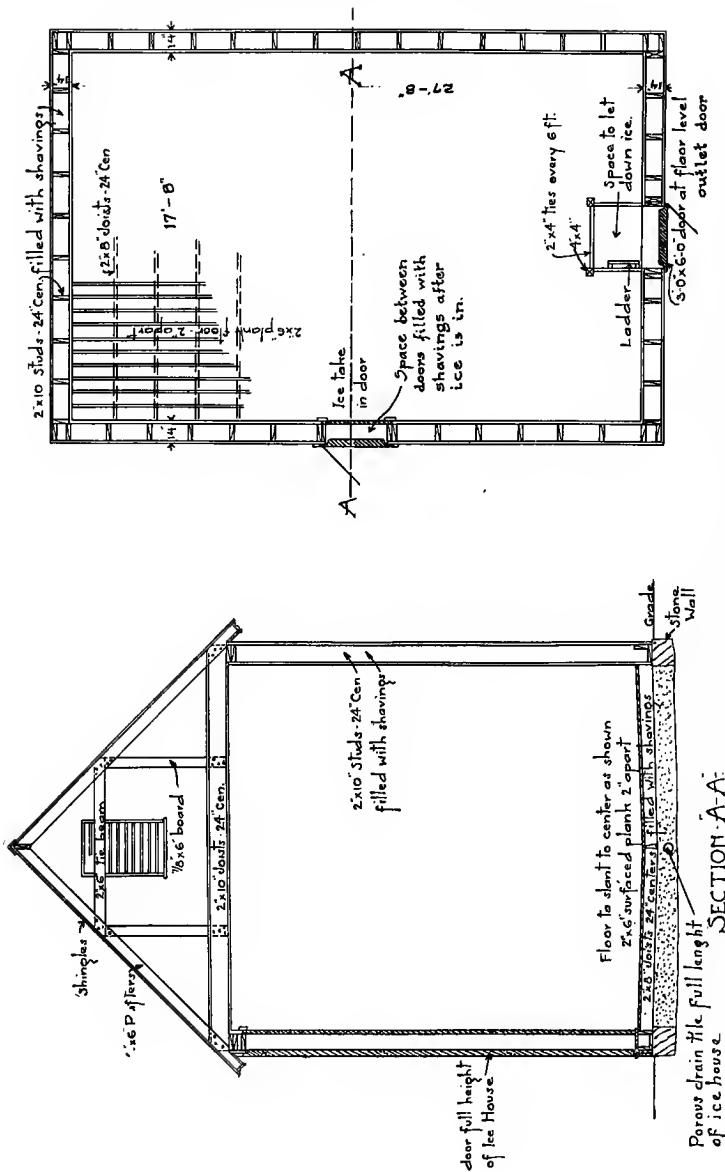 2"x10 Studs-24"Cen, filled with shavings
14"
14"
2"x8" Joists-24"Cen
17'-8"
2"x6" plank
floor-2" apart
14"
A
27'-8"
Ice take
in door
A
Space between
doors filled with
shavings after
ice is in.
2"x4" ties every 6 ft.
4"x4"
Space to let
down ice.
Ladder
14"
3'-0"x6'-0 door at floor level
outlet door
Shingles
2"x6" tie beam
7/8"x6" board
2"x10" Joists-24" Cen.
2"x10" Studs-24" Cen
filled with shavings
door full height
of Ice House
Floor to slant to center as shown
2"x6" surfaced plank 2" apart
2"x8" Joists 24" Centers filled with shavings
Grade
stone
Wall
Porous drain tile full lenght
of ice house
SECTION-A-A-